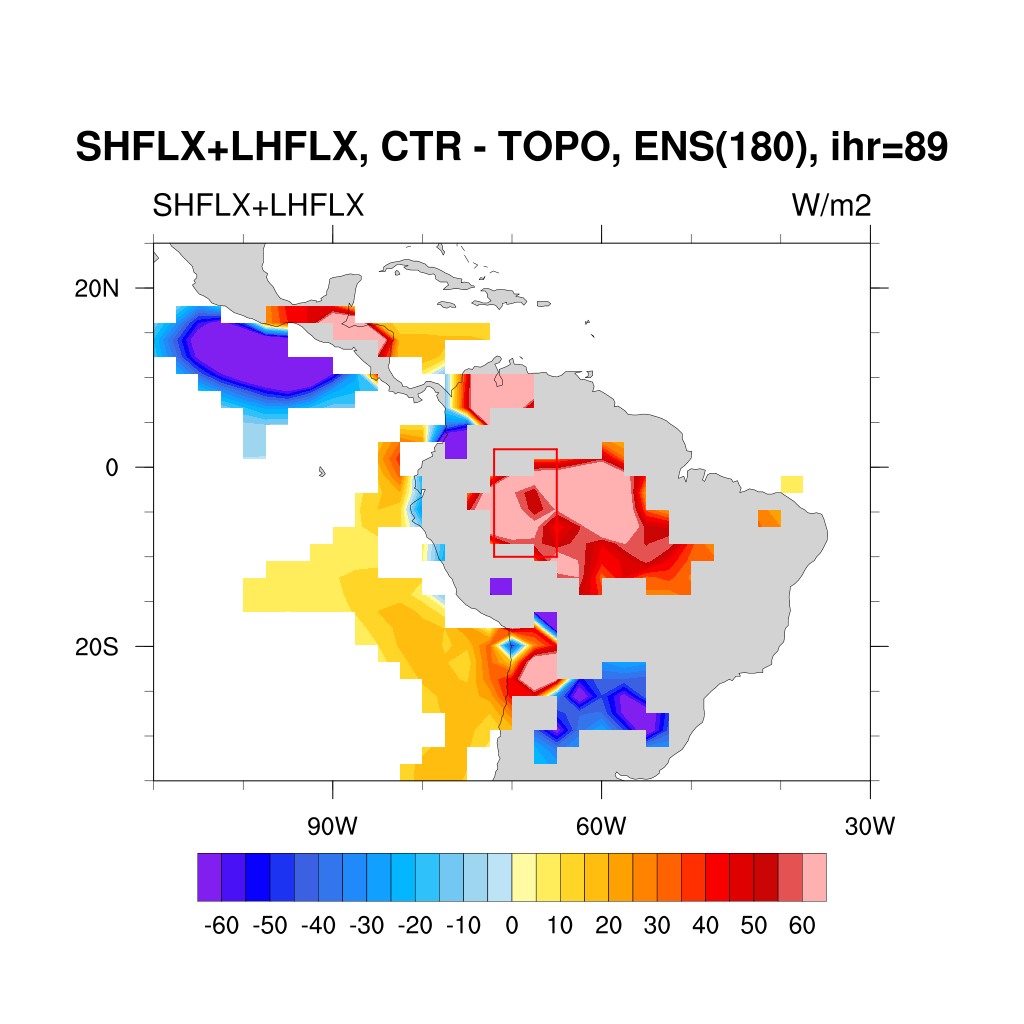 SHFLX+LHFLX, CTR - TOPO, ENS(180), ihr=89
SHFLX+LHFLX W/m2
20N
0
20S
90W 60W 30W
-60 -50 -40 -30 -20 -10 0 10 20 30 40 50 60